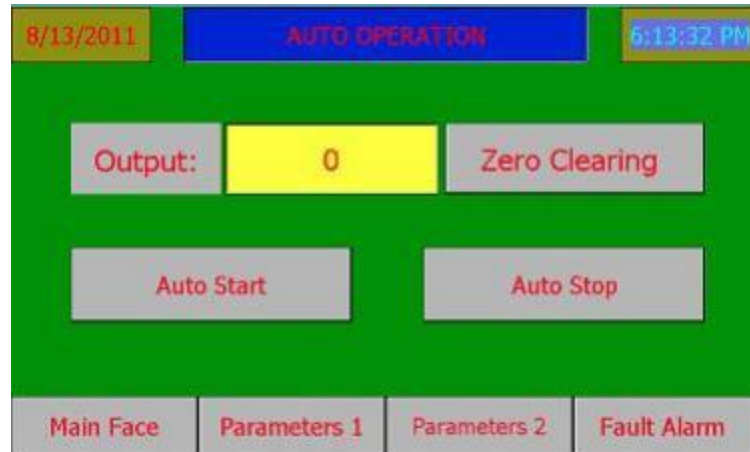 8/13/2011 AUTO OPERATION 6:13:32 PM
Output: 0 Zero Clearing
Auto Start Auto Stop
Main Face Parameters 1 Parameters 2 Fault Alarm